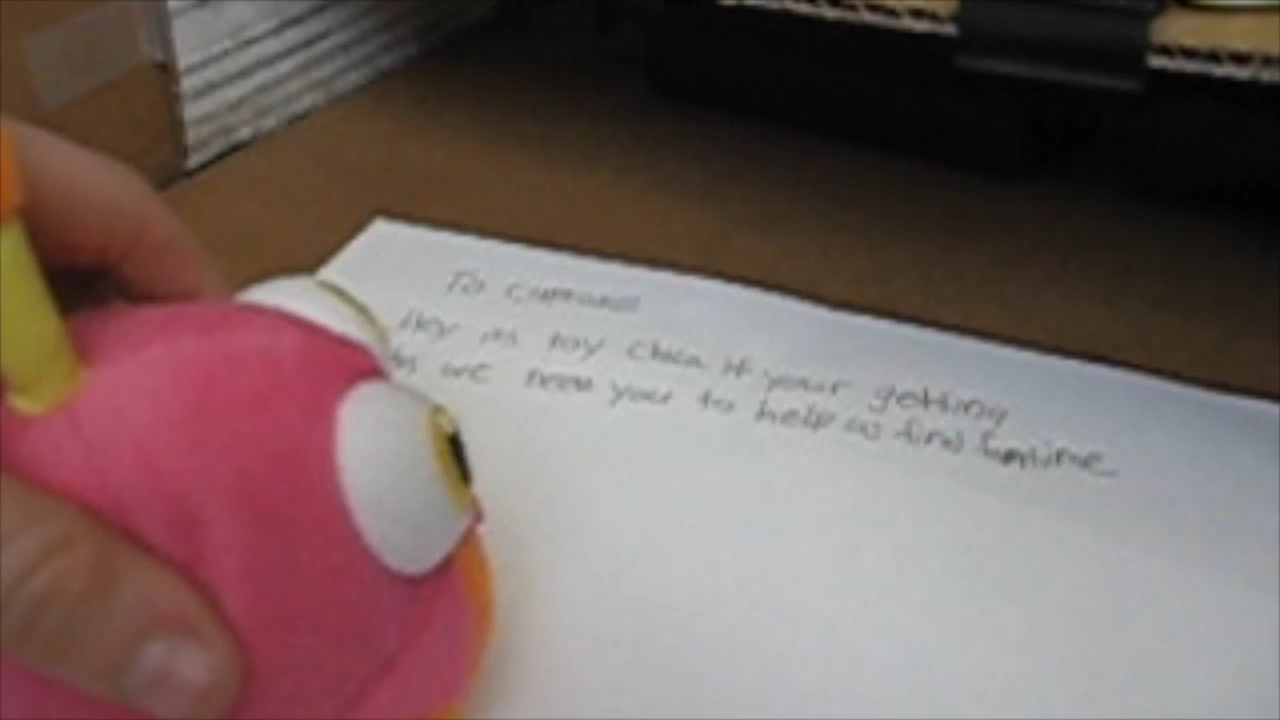 To cupcake
Hey its toy chica if your getting
this we need you to help us find